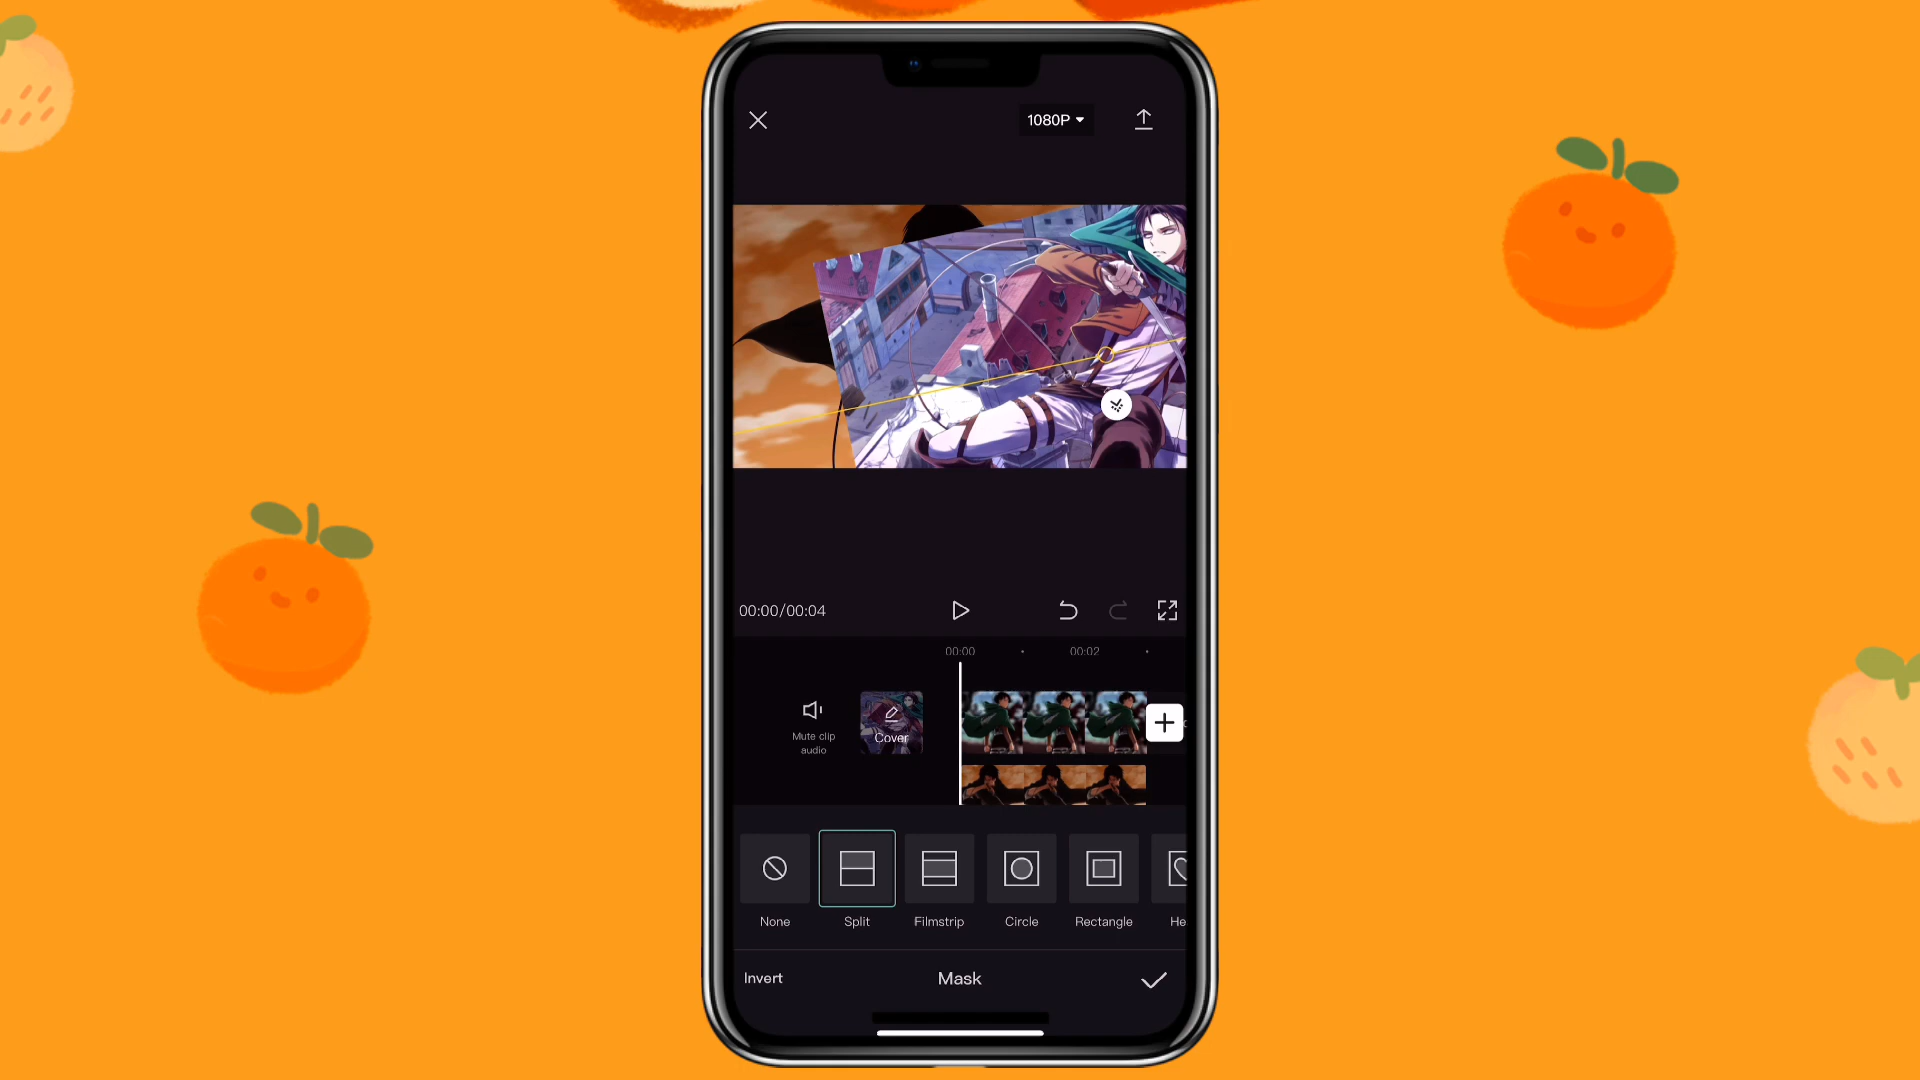 1080P
00:00/00:04
00:00
00:02
Mute clip
audio
Cover
None
Split
Filmstrip
Circle
Rectangle
He
Invert
Mask